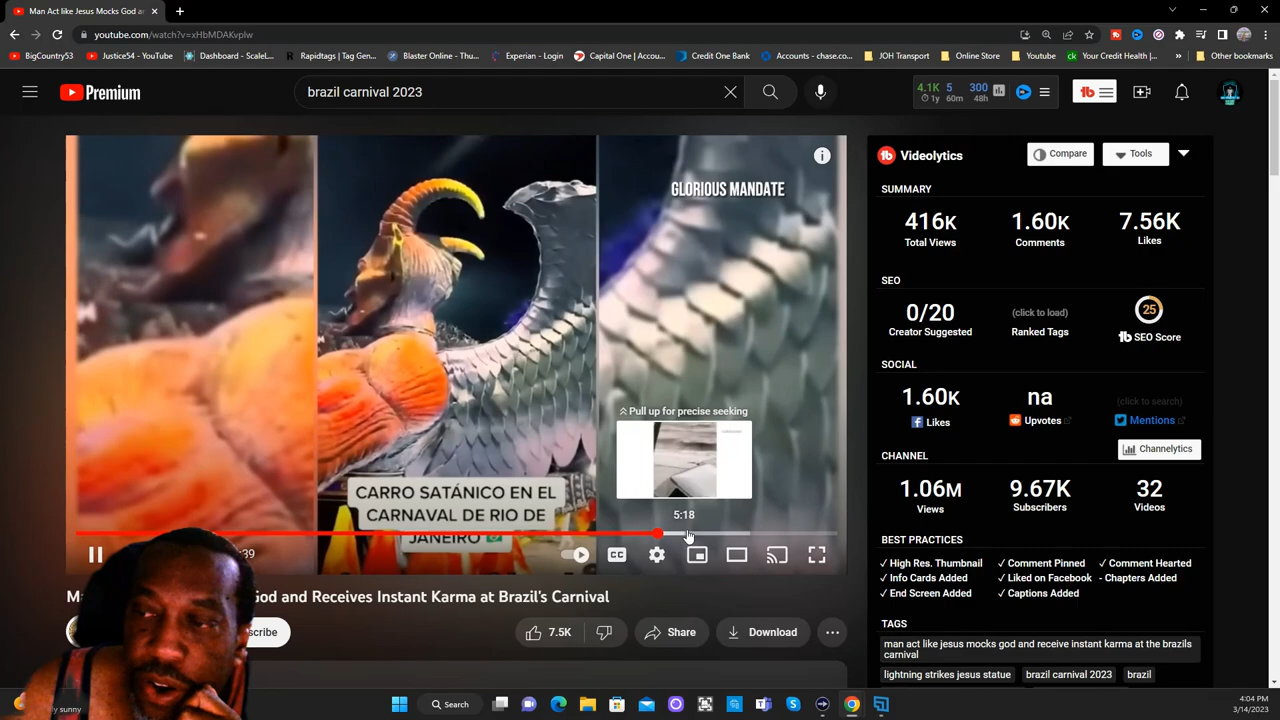 Man Act like Jesus Mocks God ar
youtube.com/watch?v=xHbMDAKvplw
BigCountry53
Justice54 - YouTube
Dashboard - ScaleL...
Rapidtags | Tag Gen...
Blaster Online - Thu...
Experian - Login
Capital One | Accou...
Credit One Bank
Accounts - chase.co...
JOH Transport
Online Store
Youtube
Your Credit Health |...
Other bookmarks
Premium
brazil carnival 2023
4.1K 5 300
1y 60m 48h
GLORIOUS MANDATE
Pull up for precise seeking
5:18
CARRO SATÁNICO EN EL
CARNAVAL DE RIO DE
JANEIRO
:39
God and Receives Instant Karma at Brazil's Carnival
cribe
7.5K
Share
Download
Videolytics
Compare
Tools
SUMMARY
416K
Total Views
1.60K
Comments
7.56K
Likes
SEO
0/20
Creator Suggested
(click to load)
Ranked Tags
25
SEO Score
SOCIAL
1.60K
Likes
na
Upvotes
(click to search)
Mentions
Channelytics
CHANNEL
1.06M
Views
9.67K
Subscribers
32
Videos
BEST PRACTICES
✓ High Res. Thumbnail
✓ Comment Pinned
✓ Comment Hearted
✓ Info Cards Added
✓ Liked on Facebook
- Chapters Added
✓ End Screen Added
✓ Captions Added
TAGS
man act like jesus mocks god and receive instant karma at the brazils
carnival
lightning strikes jesus statue
brazil carnival 2023
brazil
y sunny
Search
4:04 PM
3/14/2023